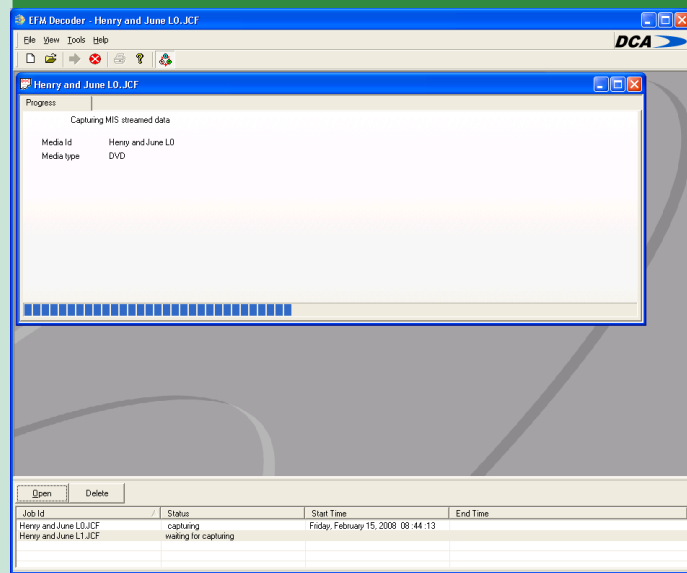 EFM Decoder - Henry and June L0.JCF
File View Tools Help
DCA
Henry and June L0.JCF
Progress
Capturing MIS streamed data
Media Id Henry and June L0
Media type DVD
Open Delete
Job Id / Status Start Time End Time
Henry and June L0.JCF capturing Friday, February 15, 2008 08 :44 :13
Henry and June L1.JCF waiting for capturing